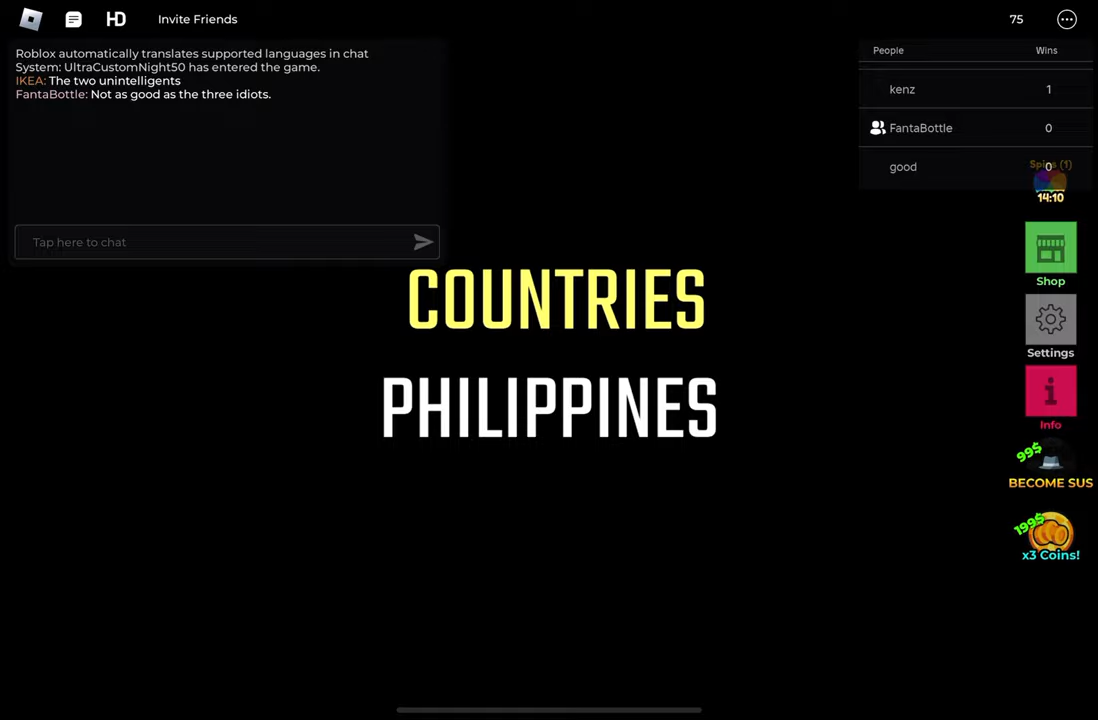 HD
Invite Friends
75
Roblox automatically translates supported languages in chat
System: UltraCustomNight50 has entered the game.
IKEA: The two unintelligents
FantaBottle: Not as good as the three idiots.
Tap here to chat
People Wins
kenz 1
FantaBottle 0
good 0
Spins (1)
14:10
COUNTRIES
PHILIPPINES
Shop
Settings
Info
99$
BECOME SUS
199$
x3 Coins!